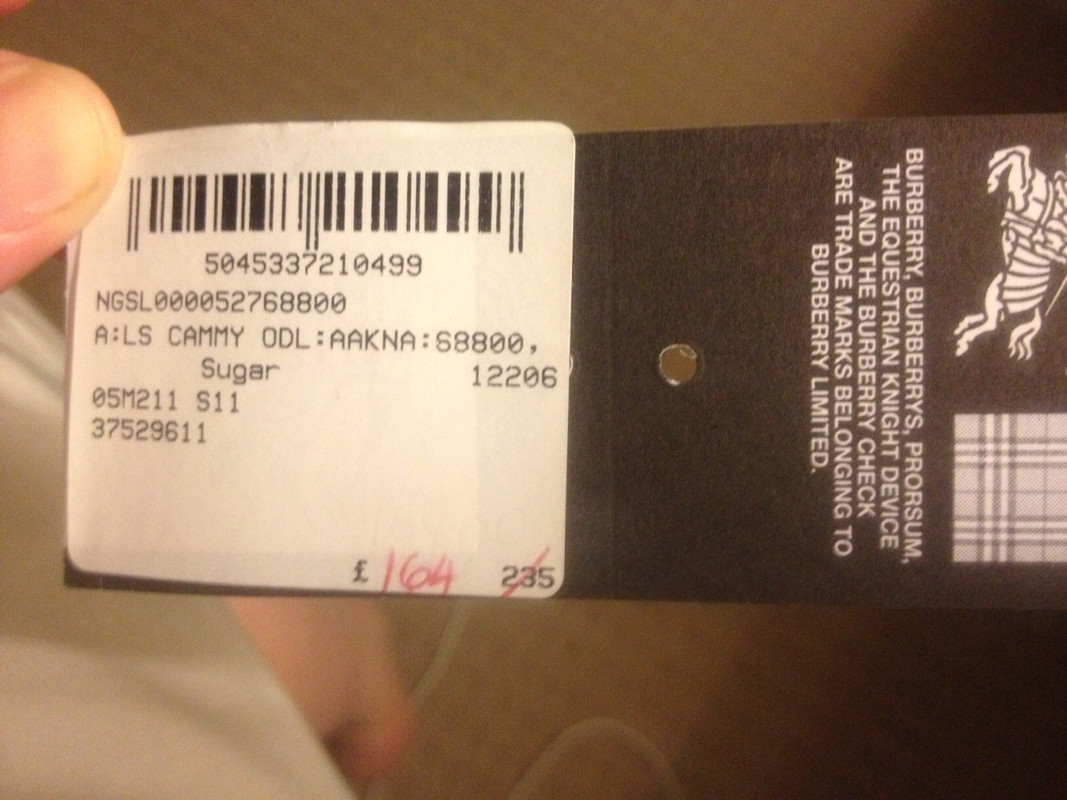 5045337210499
NGSL000052768800
A:LS CAMMY ODL:AAKNA:S8800,
Sugar 12206
05M211 S11
37529611
£ 164 235
BURBERRY, BURBERRYS, PRORSUM,
THE EQUESTRIAN KNIGHT DEVICE
AND THE BURBERRY CHECK
ARE TRADE MARKS BELONGING TO
BURBERRY LIMITED.